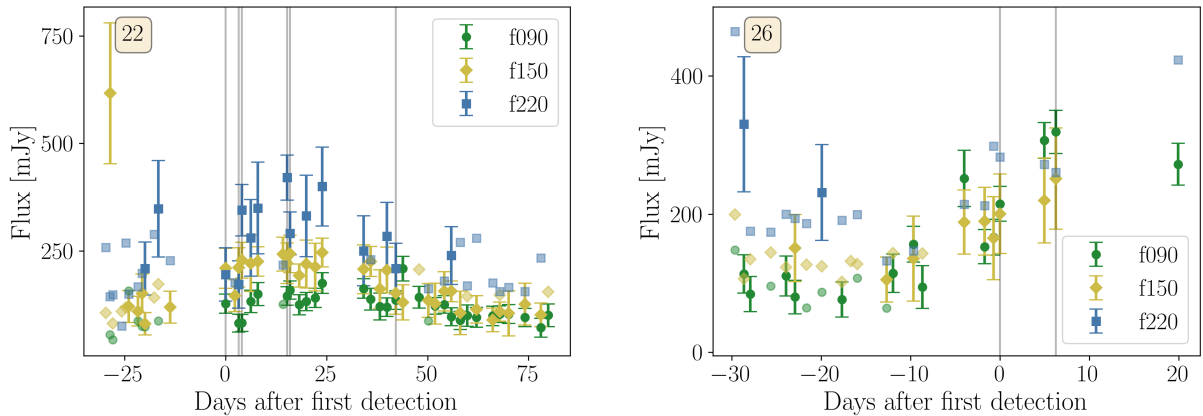 22
f090
f150
f220
Flux [mJy]
750
500
250
−25
0
25
50
75
Days after first detection
26
f090
f150
f220
Flux [mJy]
400
200
0
−30
−20
−10
0
10
20
Days after first detection